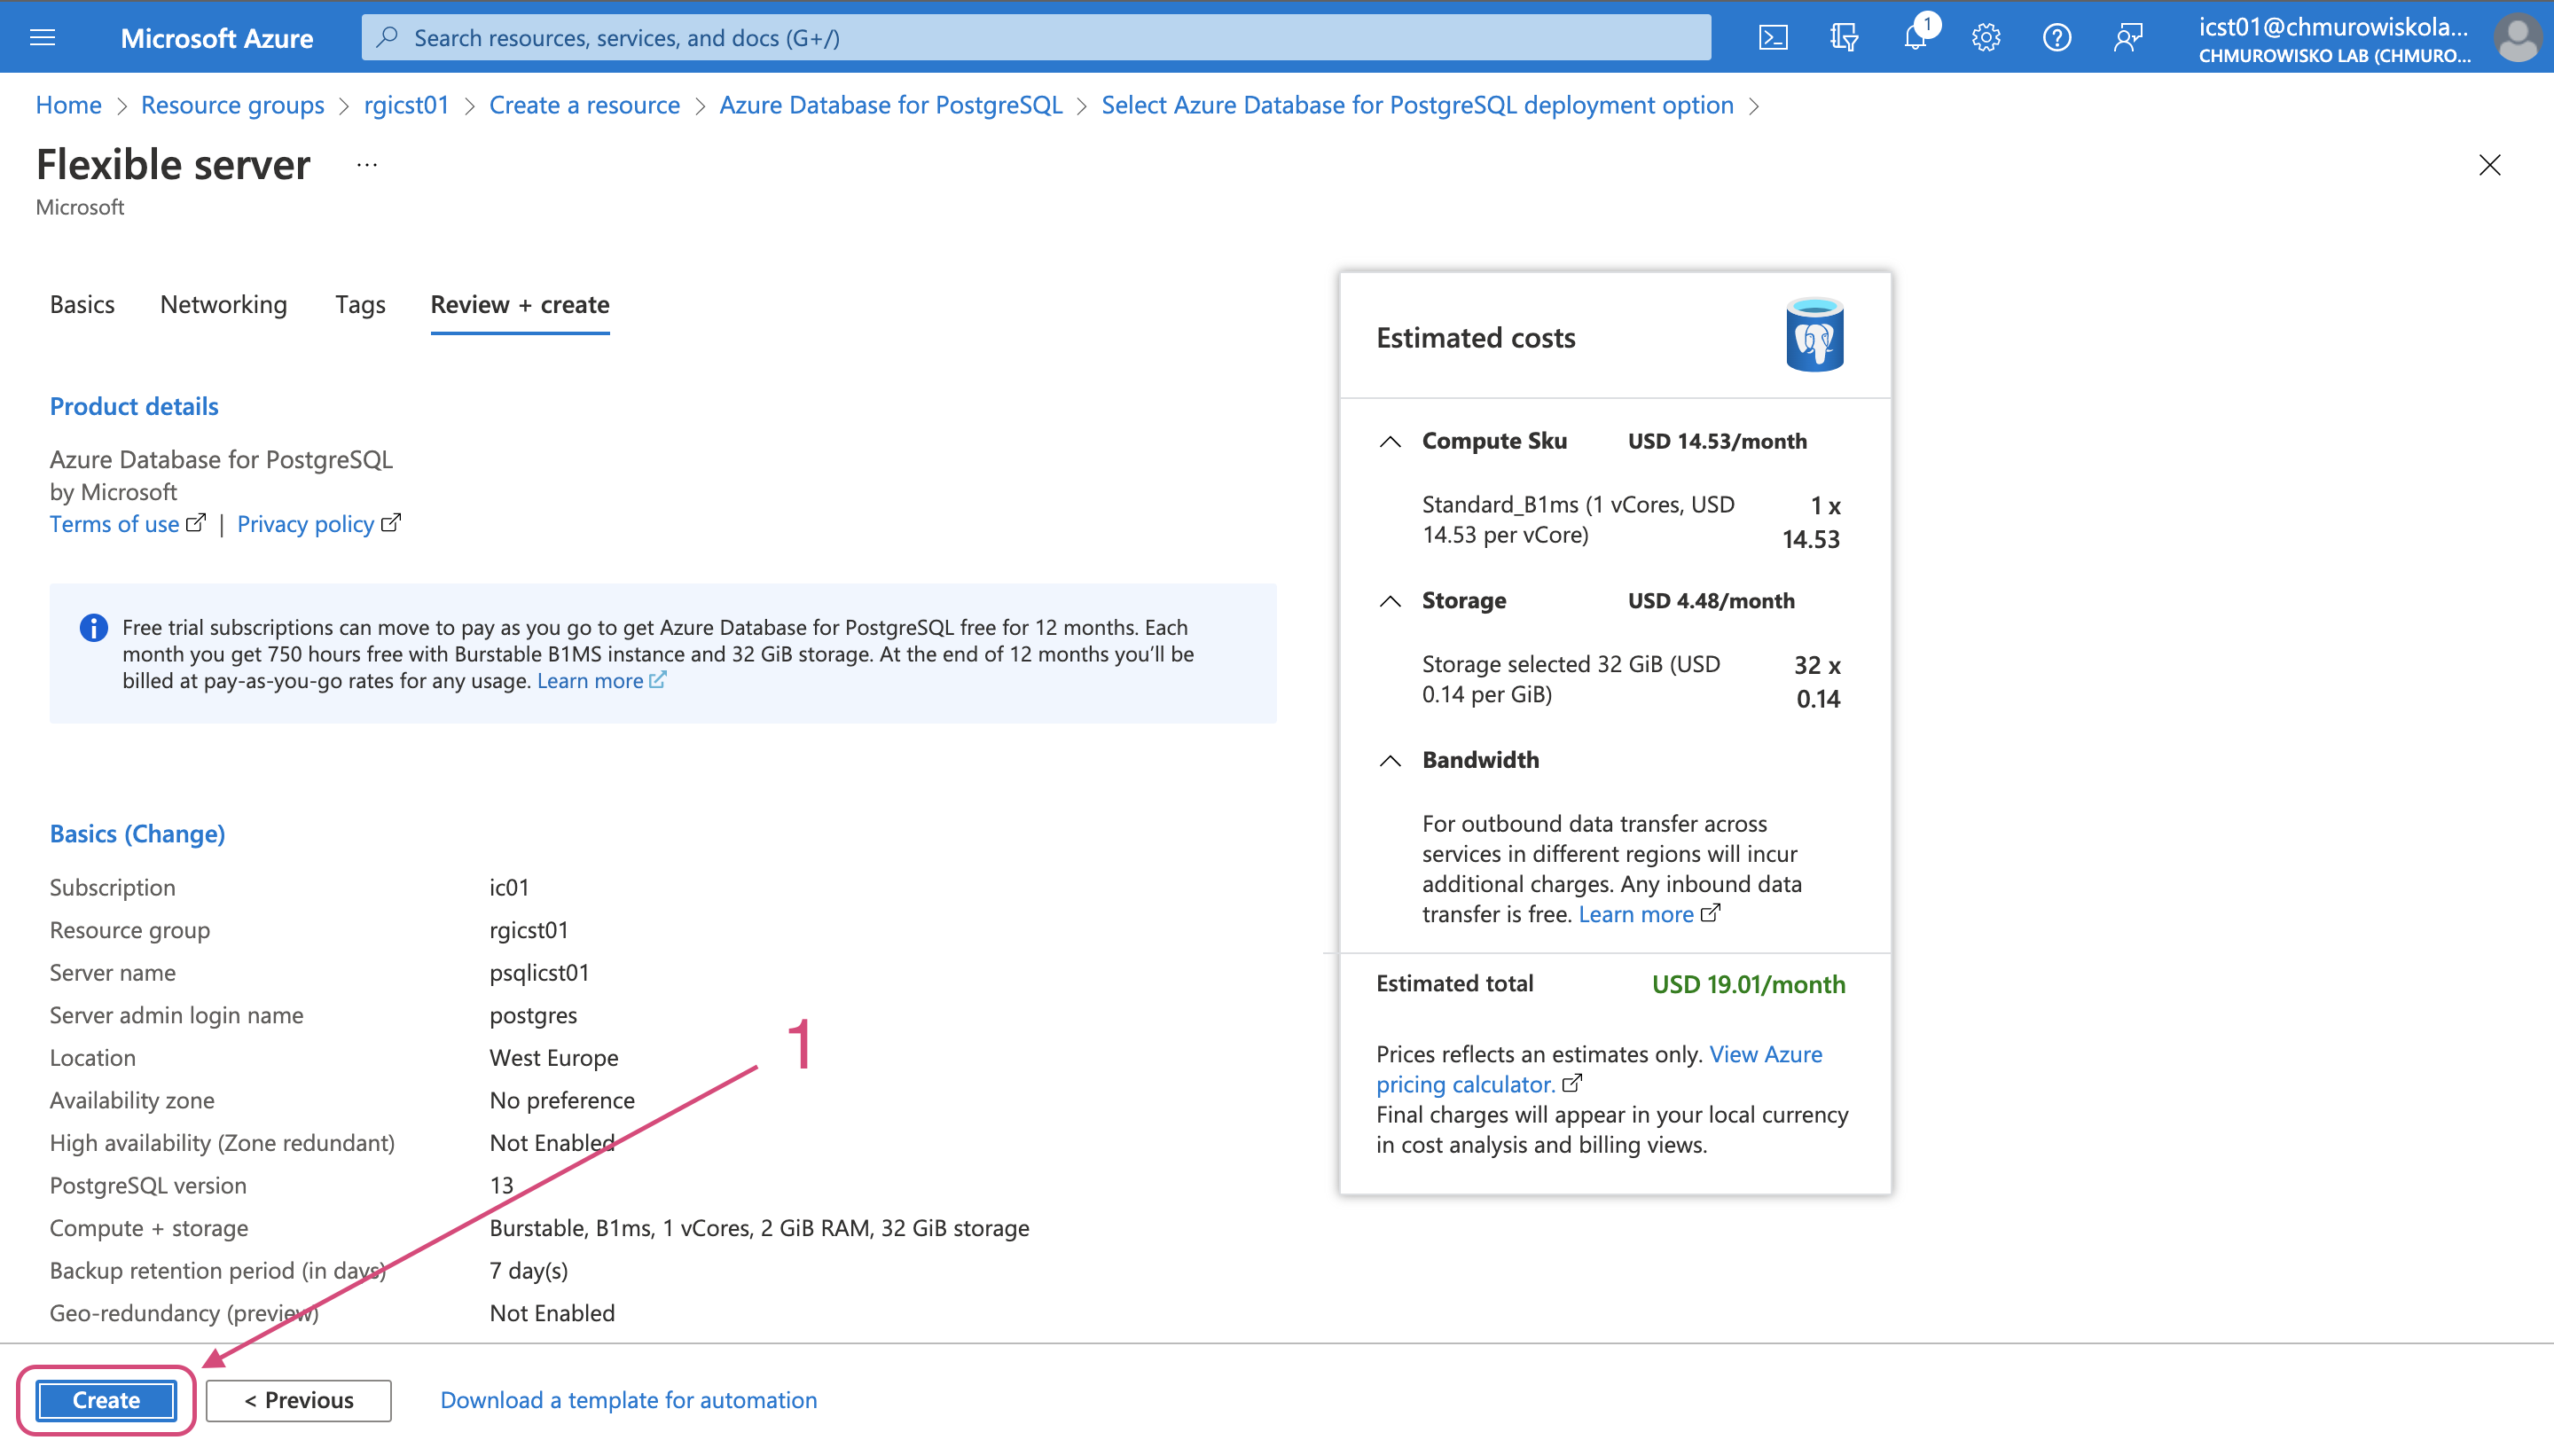 Microsoft Azure
Search resources, services, and docs (G+/)
1
icst01@chmurowiskola...
CHMUROWISKO LAB (CHMURO...
Home > Resource groups > rgicst01 > Create a resource > Azure Database for PostgreSQL > Select Azure Database for PostgreSQL deployment option >
Flexible server ...
Microsoft
Basics Networking Tags Review + create
Product details
Azure Database for PostgreSQL
by Microsoft
Terms of use | Privacy policy
Free trial subscriptions can move to pay as you go to get Azure Database for PostgreSQL free for 12 months. Each
month you get 750 hours free with Burstable B1MS instance and 32 GiB storage. At the end of 12 months you’ll be
billed at pay-as-you-go rates for any usage. Learn more
Basics (Change)
Subscription ic01
Resource group rgicst01
Server name psqlicst01
Server admin login name postgres
Location West Europe
Availability zone No preference
High availability (Zone redundant) Not Enabled
PostgreSQL version 13
Compute + storage Burstable, B1ms, 1 vCores, 2 GiB RAM, 32 GiB storage
Backup retention period (in days) 7 day(s)
Geo-redundancy (preview) Not Enabled
1
Estimated costs
Compute Sku USD 14.53/month
Standard_B1ms (1 vCores, USD 1 x
14.53 per vCore) 14.53
Storage USD 4.48/month
Storage selected 32 GiB (USD 32 x
0.14 per GiB) 0.14
Bandwidth
For outbound data transfer across
services in different regions will incur
additional charges. Any inbound data
transfer is free. Learn more
Estimated total USD 19.01/month
Prices reflects an estimates only. View Azure
pricing calculator.
Final charges will appear in your local currency
in cost analysis and billing views.
Create < Previous Download a template for automation